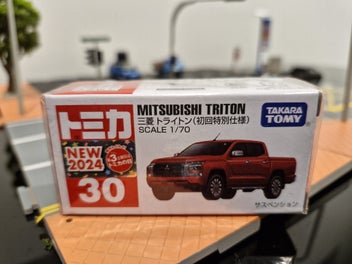 トミカ
NEW
2024
30
MITSUBISHI TRITON
三菱 トライトン(初回特別仕様)
SCALE 1/70
TAKARA
TOMY
サスペンション